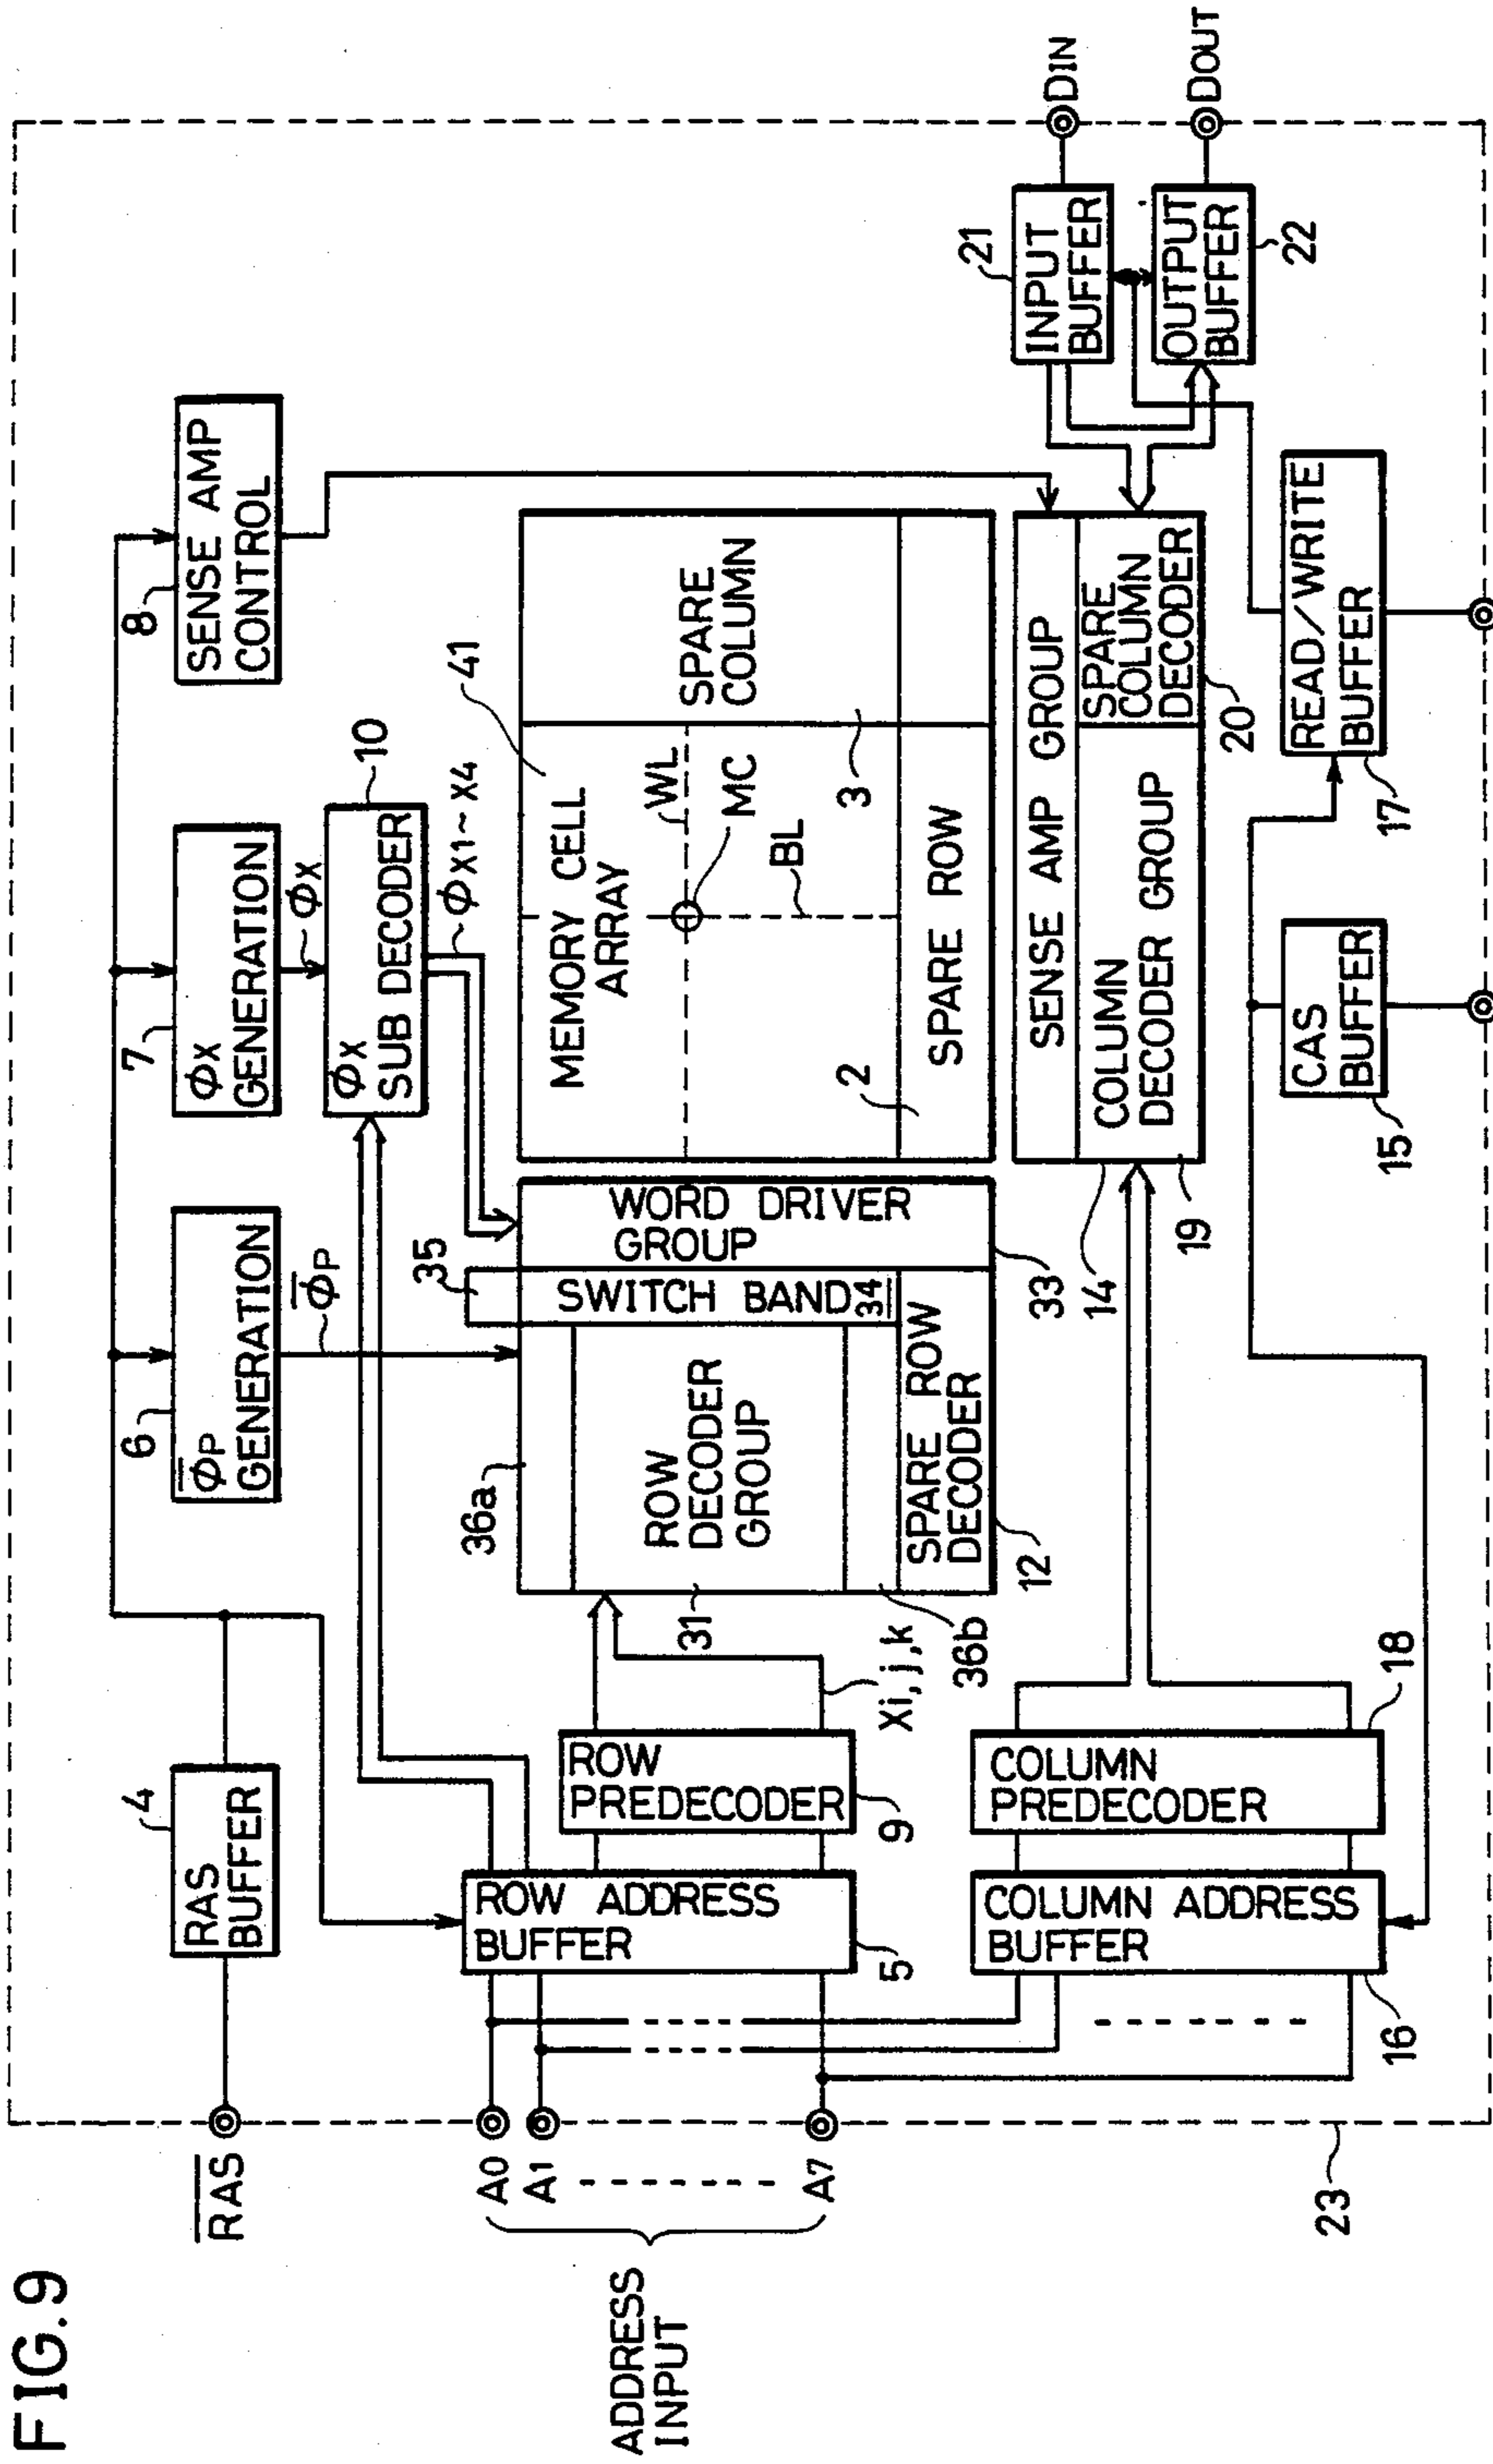 FIG.9
RAS
4
RAS
BUFFER
6
φP
GENERATION
φP
7
φX
GENERATION
φX
8
SENSE AMP
CONTROL
10
φX
SUB DECODER
φX1~X4
ADDRESS
INPUT
A0
A1
A7
ROW ADDRESS
BUFFER
5
ROW
PREDECODER
9
Xi,j,k
36a
ROW
DECODER
GROUP
31
36b
35
SWITCH BAND 34
WORD DRIVER
GROUP
33
SPARE ROW
DECODER
12
MEMORY CELL
ARRAY
41
WL
MC
BL
2
SPARE ROW
3
SPARE
COLUMN
SENSE AMP GROUP
14
COLUMN
DECODER GROUP
19
SPARE
COLUMN
DECODER
20
INPUT
BUFFER
21
DIN
OUTPUT
BUFFER
22
DOUT
COLUMN ADDRESS
BUFFER
16
COLUMN
PREDECODER
18
CAS
BUFFER
15
READ/WRITE
BUFFER
17
23